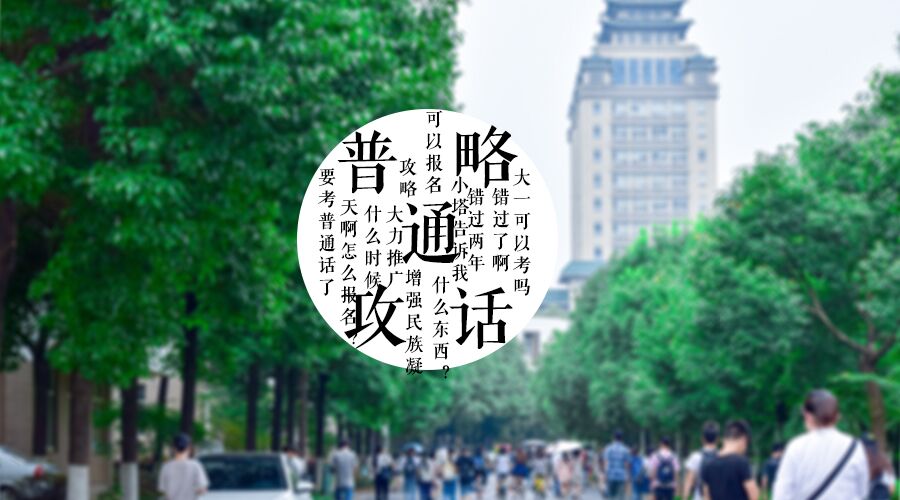 普
通
话
攻
略
要考普通话了
天啊怎么报名?
什么时候
大力推广
攻略
增强民族凝
可以报名
什么东西?
小塔告诉我
错过两年
错过了啊
大一可以考吗